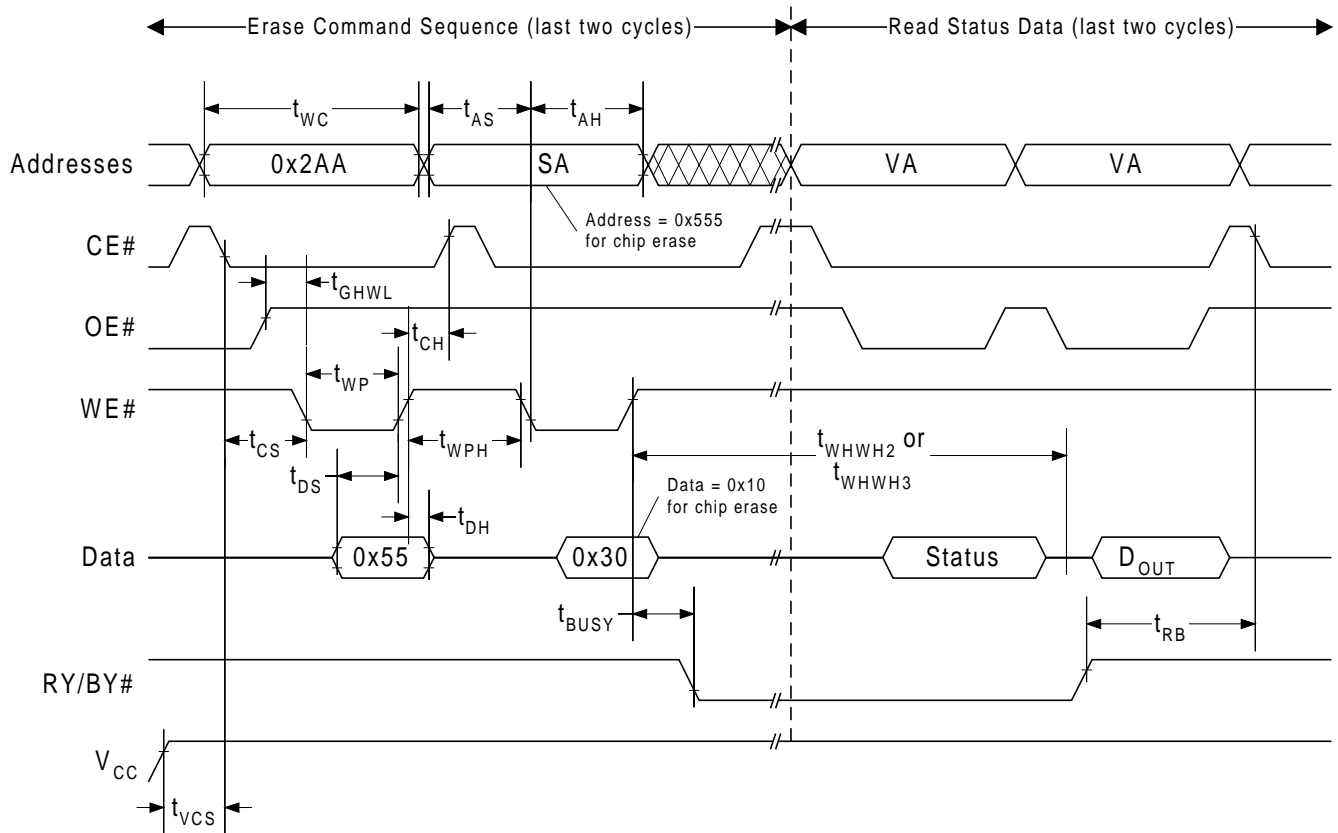 Erase Command Sequence (last two cycles)
Read Status Data (last two cycles)
tWC
tAS
tAH
Addresses
0x2AA
SA
VA
VA
Address = 0x555
for chip erase
CE#
tGHWL
OE#
tCH
tWP
WE#
tCS
tWPH
tWHWH2 or
tWHWH3
tDS
Data = 0x10
for chip erase
tDH
Data
0x55
0x30
Status
DOUT
tBUSY
tRB
RY/BY#
VCC
tVCS